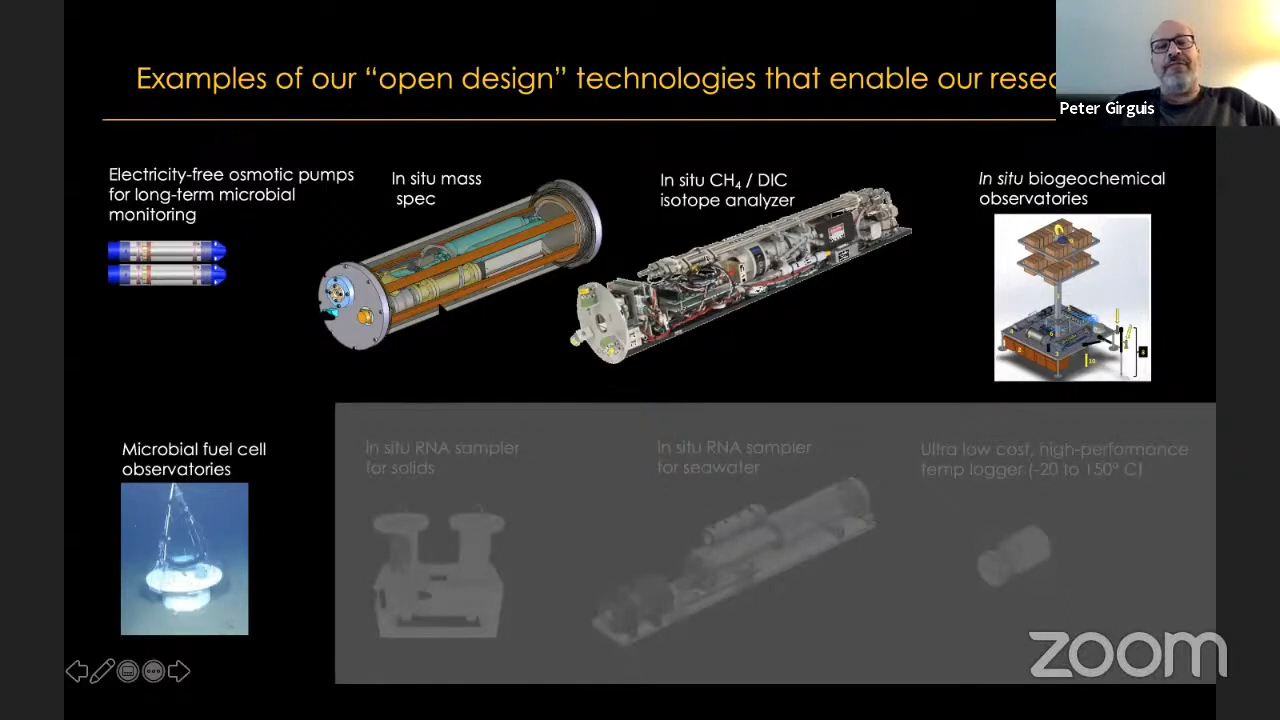 Examples of our “open design” technologies that enable our resea
Peter Girguis
Electricity-free osmotic pumps
for long-term microbial
monitoring
In situ mass
spec
In situ CH₄ / DIC
isotope analyzer
In situ biogeochemical
observatories
Microbial fuel cell
observatories
In situ RNA sampler
for solids
In situ RNA sampler
for seawater
Ultra low cost, high-performance
temp logger (-20 to 150° C)
zoom